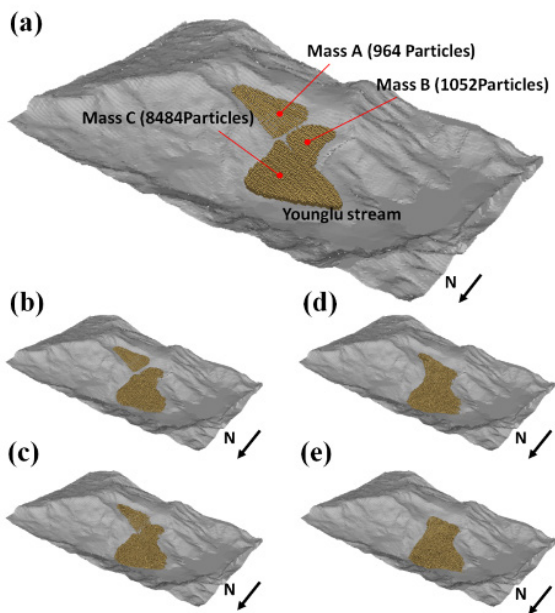 (a)
Mass A (964 Particles)
Mass B (1052Particles)
Mass C (8484Particles)
Younglu stream
N
(b)
N
(d)
N
(c)
N
(e)
N